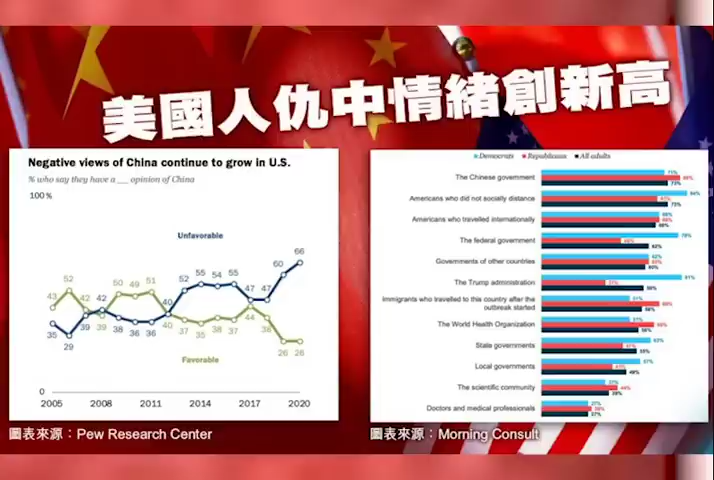 美國人仇中情緒創新高
Negative views of China continue to grow in U.S.
% who say they have a __ opinion of China
100 %
Unfavorable
66
60
52 55 54 55
47 47
43 52 42 50 49 51
35 29 39 39 38 36 36 40
37 35 38 37 44 38
26 26
Favorable
0
2005 2008 2011 2014 2017 2020
圖表來源：Pew Research Center
Democrats Republicans All adults
The Chinese government
73%
Americans who did not socially distance
73%
Americans who travelled internationally
The federal government
Governments of other countries
The Trump administration
Immigrants who travelled to this country after the
outbreak started
The World Health Organization
State governments
Local governments
The scientific community
Doctors and medical professionals
圖表來源：Morning Consult